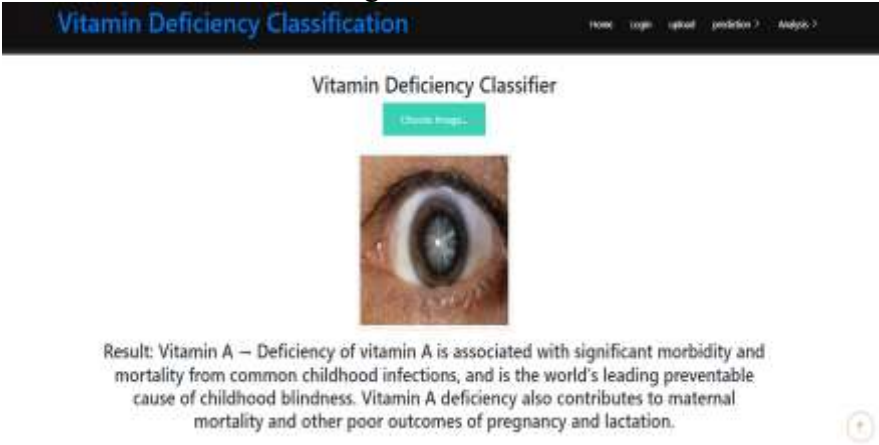 Vitamin Deficiency Classification
Home Login upload prediction > Analysis >
Vitamin Deficiency Classifier
Choose Image...
Result: Vitamin A — Deficiency of vitamin A is associated with significant morbidity and
mortality from common childhood infections, and is the world's leading preventable
cause of childhood blindness. Vitamin A deficiency also contributes to maternal
mortality and other poor outcomes of pregnancy and lactation.